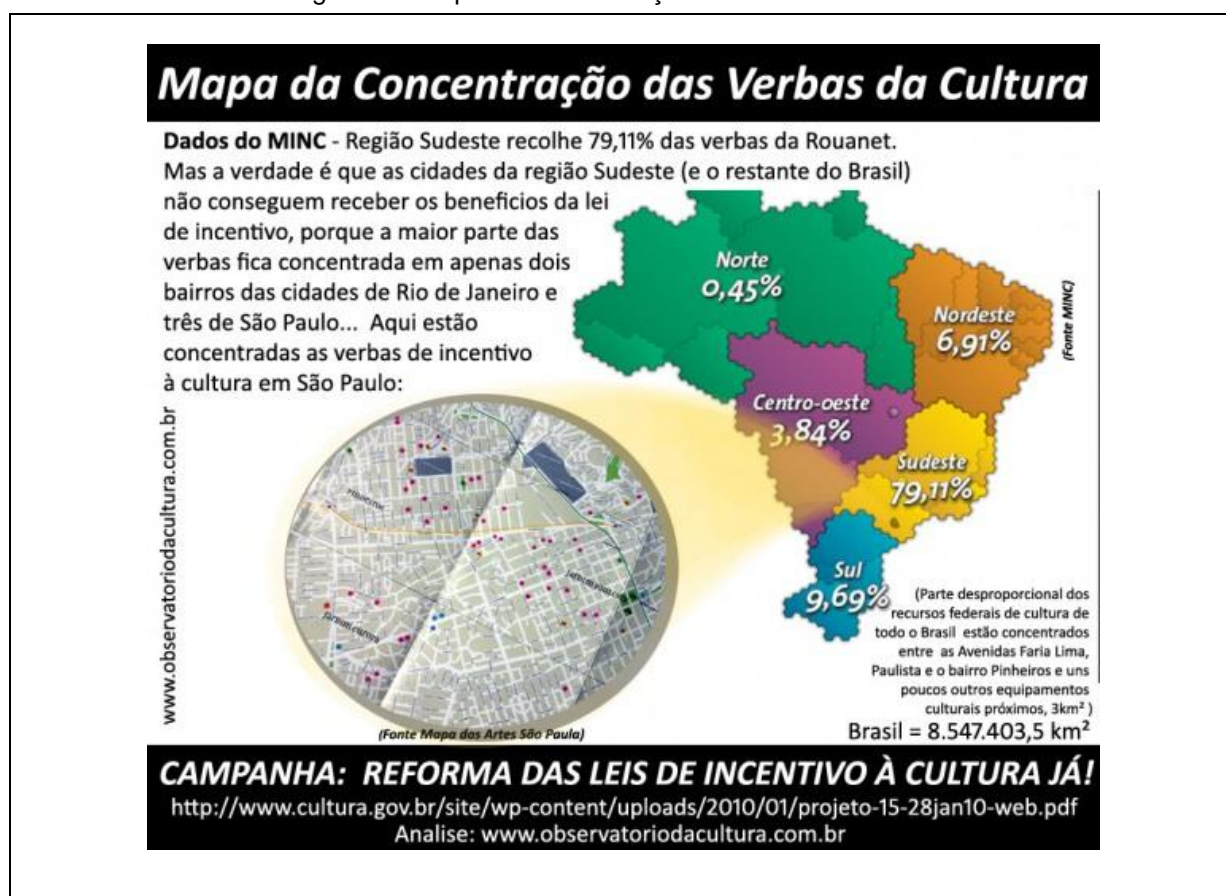 Mapa da Concentração das Verbas da Cultura
Dados do MINC - Região Sudeste recolhe 79,11% das verbas da Rouanet.
Mas a verdade é que as cidades da região Sudeste (e o restante do Brasil)
não conseguem receber os beneficios da lei
de incentivo, porque a maior parte das
verbas fica concentrada em apenas dois
bairros das cidades de Rio de Janeiro e
três de São Paulo... Aqui estão
concentradas as verbas de incentivo
à cultura em São Paulo:
Norte
0,45%
Nordeste
6,91%
(Fonte MINC)
Centro-oeste
3,84%
Sudeste
79,11%
Sul
9,69%
www.observatoriodacultura.com.br
(Fonte Mapa das Artes São Paula)
(Parte desproporcional dos
recursos federais de cultura de
todo o Brasil estão concentrados
entre as Avenidas Faria Lima,
Paulista e o bairro Pinheiros e uns
poucos outros equipamentos
culturais próximos, 3km² )
Brasil = 8.547.403,5 km²
CAMPANHA: REFORMA DAS LEIS DE INCENTIVO À CULTURA JÁ!
http://www.cultura.gov.br/site/wp-content/uploads/2010/01/projeto-15-28jan10-web.pdf
Analise: www.observatoriodacultura.com.br